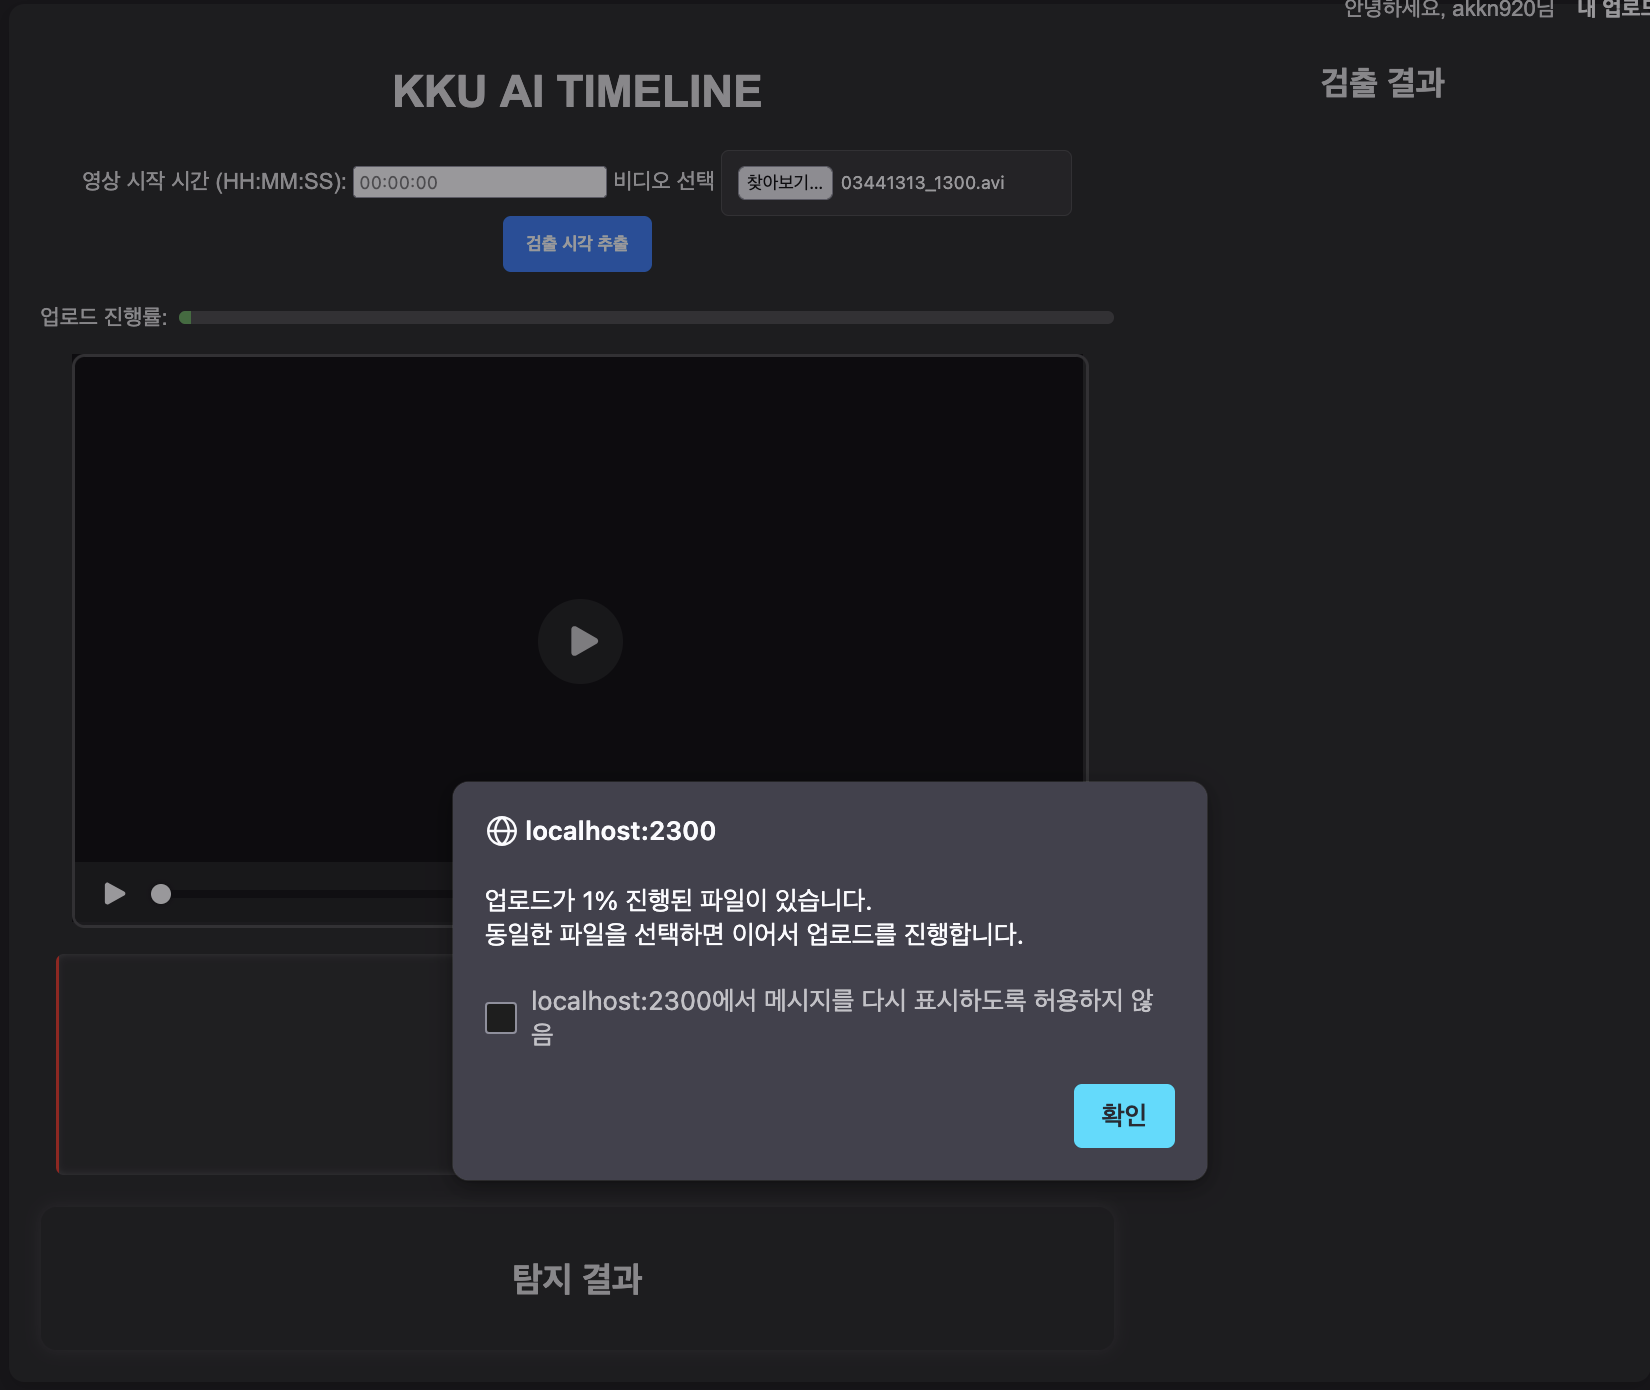 안녕하세요, akkn920님 내 업로드
KKU AI TIMELINE
검출 결과
영상 시작 시간 (HH:MM:SS): 00:00:00 비디오 선택 찾아보기... 03441313_1300.avi
검출 시각 추출
업로드 진행률:
localhost:2300
업로드가 1% 진행된 파일이 있습니다.
동일한 파일을 선택하면 이어서 업로드를 진행합니다.
localhost:2300에서 메시지를 다시 표시하도록 허용하지 않
음
확인
탐지 결과